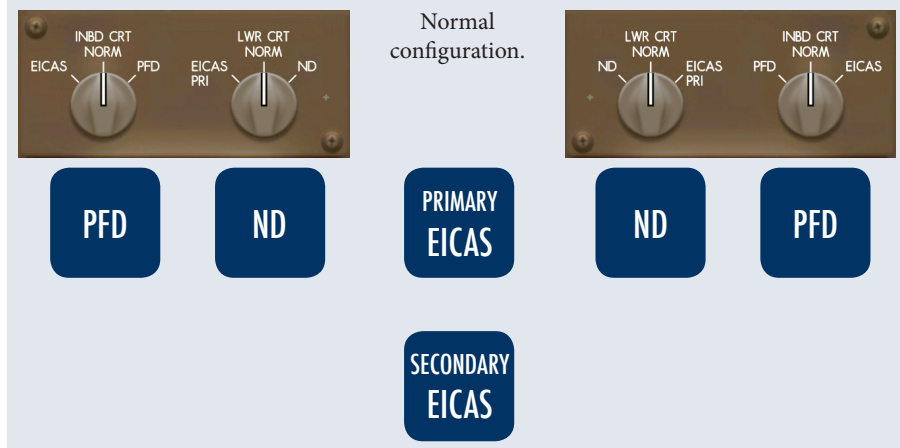 INBD CRT
NORM
EICAS
PFD
LWR CRT
NORM
EICAS
PRI
ND
Normal
configuration.
LWR CRT
NORM
ND
EICAS
PRI
INBD CRT
NORM
PFD
EICAS
PFD
ND
PRIMARY
EICAS
ND
PFD
SECONDARY
EICAS